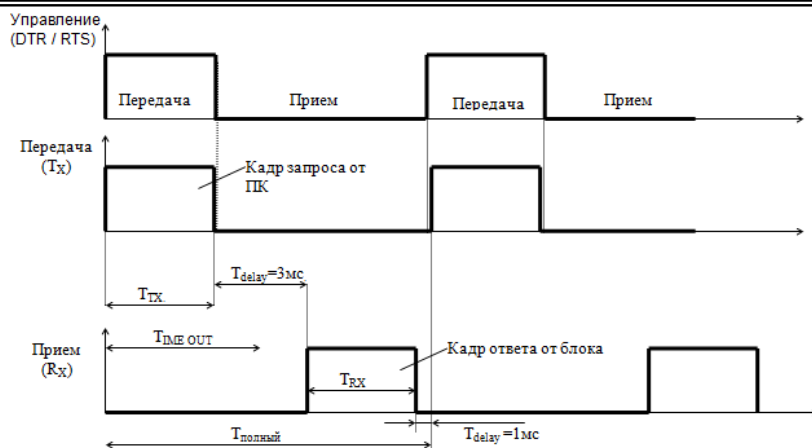 Управление
(DTR / RTS)
Передача
Прием
Передача
Прием
Передача
(TX)
Кадр запроса от
ПК
Tdelay=3мс
TTX.
Прием
(RX)
TIME OUT
Кадр ответа от блока
TRX
Tполный
Tdelay=1мс